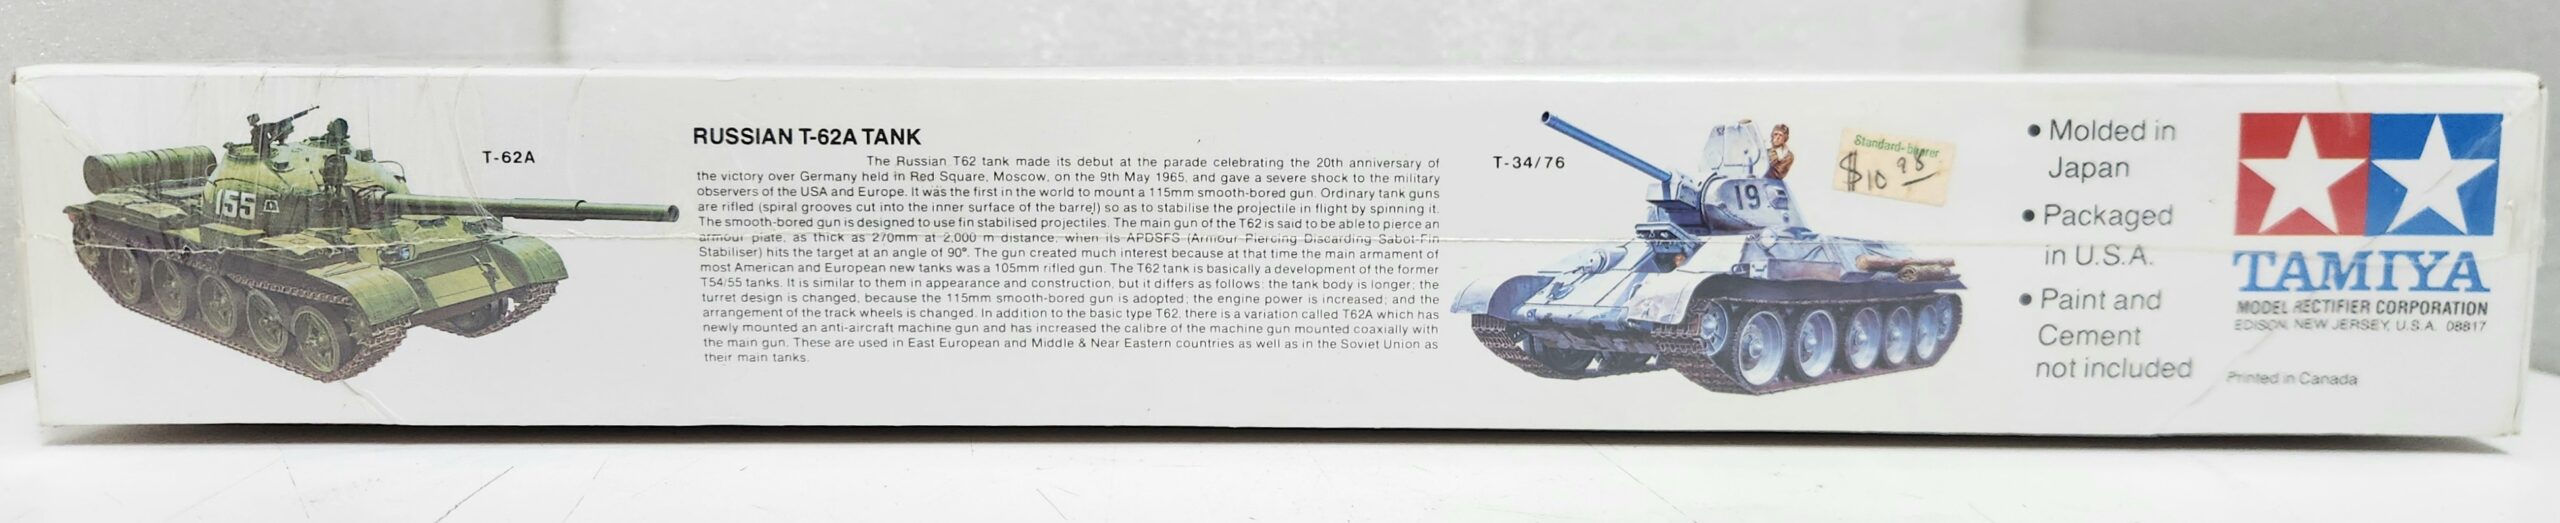 155
T-62A
RUSSIAN T-62A TANK
The Russian T62 tank made its debut at the parade celebrating the 20th anniversary of
the victory over Germany held in Red Square, Moscow, on the 9th May 1965, and gave a severe shock to the military
observers of the USA and Europe. It was the first in the world to mount a 115mm smooth-bored gun. Ordinary tank guns
are rifled (spiral grooves cut into the inner surface of the barrel) so as to stabilise the projectile in flight by spinning it.
The smooth-bored gun is designed to use fin stabilised projectiles. The main gun of the T62 is said to be able to pierce an
armour plate, as thick as 270mm at 2,000 m distance, when its APDSFS (Armour Piercing Discarding Sabot-Fin
Stabiliser) hits the target at an angle of 90°. The gun created much interest because at that time the main armament of
most American and European new tanks was a 105mm rifled gun. The T62 tank is basically a development of the former
T54/55 tanks. It is similar to them in appearance and construction, but it differs as follows: the tank body is longer; the
turret design is changed, because the 115mm smooth-bored gun is adopted; the engine power is increased; and the
arrangement of the track wheels is changed. In addition to the basic type T62, there is a variation called T62A which has
newly mounted an anti-aircraft machine gun and has increased the calibre of the machine gun mounted coaxially with
the main gun. These are used in East European and Middle & Near Eastern countries as well as in the Soviet Union as
their main tanks.
T-34/76
19
Standard-bearer
$10 98
• Molded in
Japan
• Packaged
in U.S.A.
• Paint and
Cement
not included
TAMIYA
MODEL RECTIFIER CORPORATION
EDISON, NEW JERSEY, U.S.A. 08817
Printed in Canada